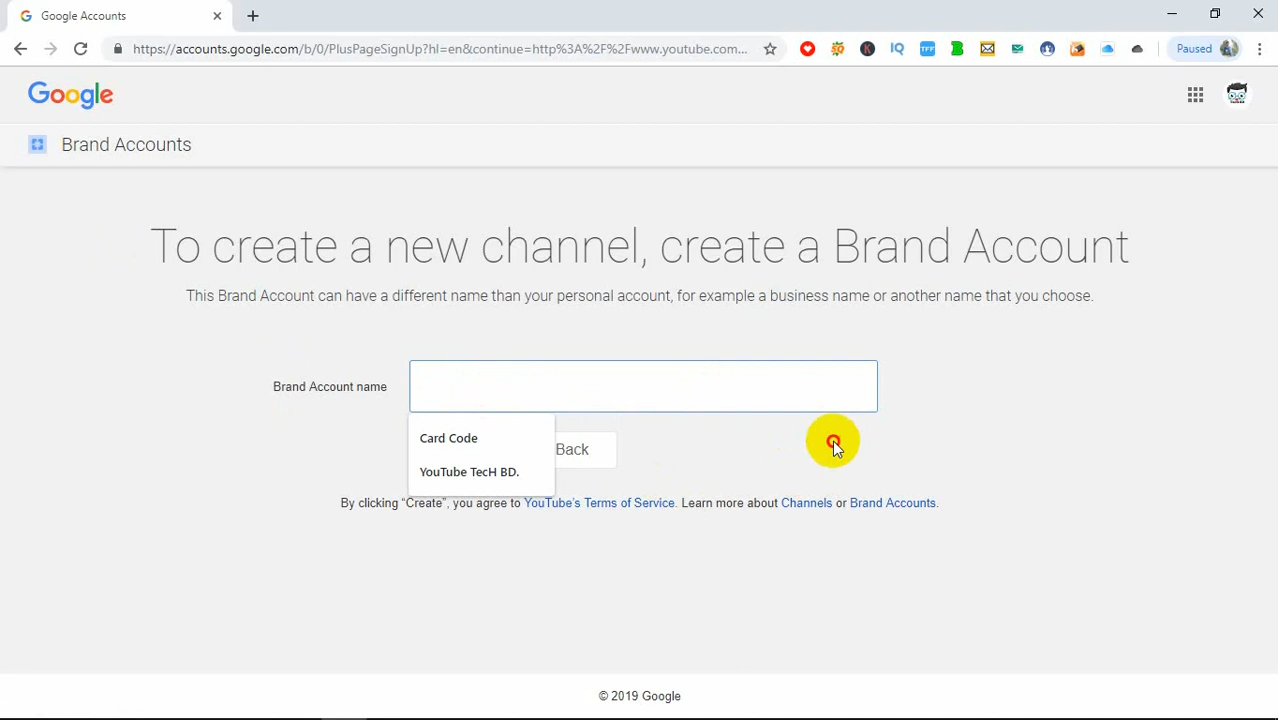 Google Accounts
https://accounts.google.com/b/0/PlusPageSignUp?hl=en&continue=http%3A%2F%2Fwww.youtube.com...
Paused
Google
Brand Accounts
To create a new channel, create a Brand Account
This Brand Account can have a different name than your personal account, for example a business name or another name that you choose.
Brand Account name
Card Code
Back
YouTube TecH BD.
By clicking “Create”, you agree to YouTube's Terms of Service. Learn more about Channels or Brand Accounts.
© 2019 Google